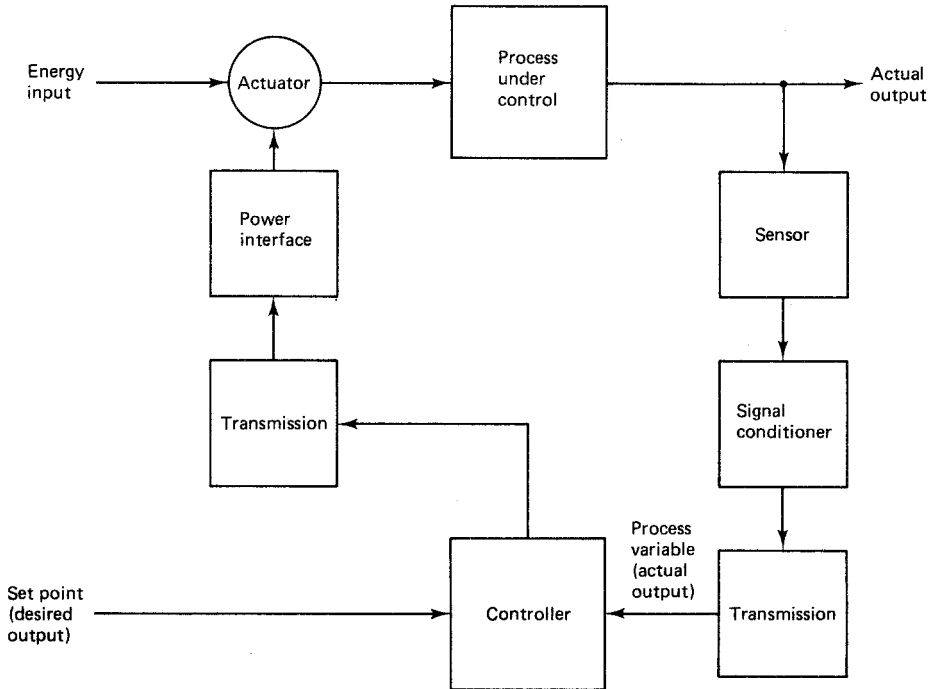 Energy
input
Actuator
Process
under
control
Actual
output
Power
interface
Sensor
Transmission
Signal
conditioner
Process
variable
(actual
output)
Set point
(desired
output)
Controller
Transmission